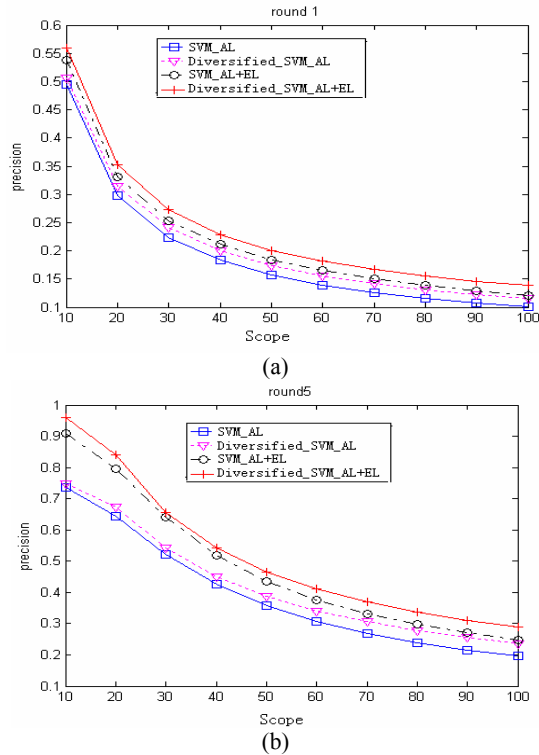 round 1
0.6
0.55
0.5
0.45
0.4
0.35
0.3
0.25
0.2
0.15
0.1
precision
SVM_AL
Diversified_SVM_AL
SVM_AL+EL
Diversified_SVM_AL+EL
10 20 30 40 50 60 70 80 90 100
Scope
(a)
round5
1
0.9
0.8
0.7
0.6
0.5
0.4
0.3
0.2
0.1
precision
SVM_AL
Diversified_SVM_AL
SVM_AL+EL
Diversified_SVM_AL+EL
10 20 30 40 50 60 70 80 90 100
Scope
(b)